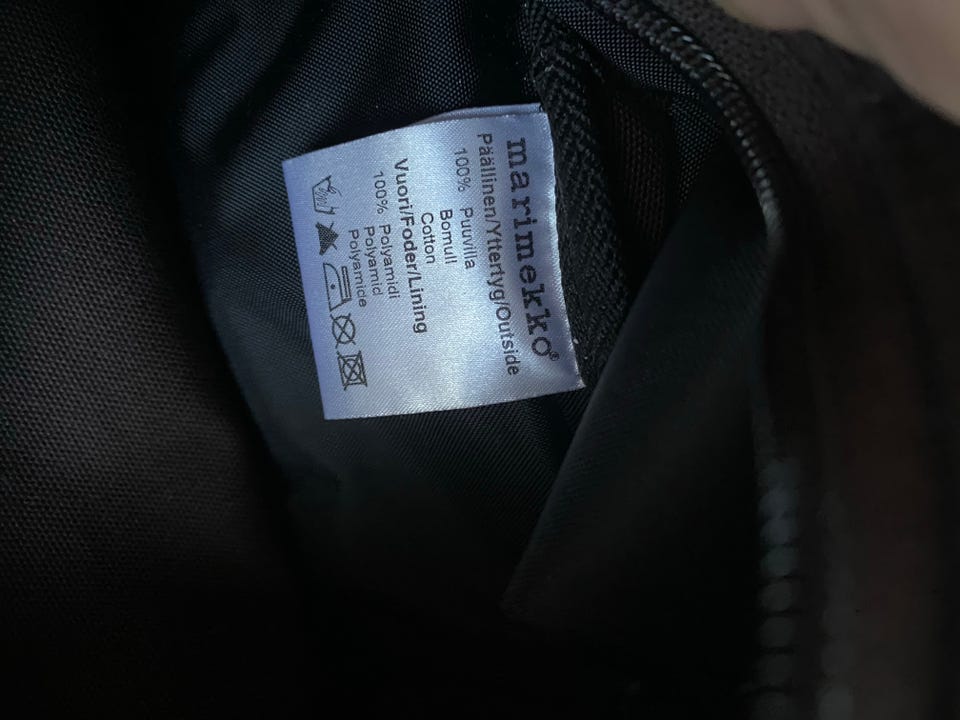 marimekko®
Päällinen/Yttertyg/Outside
100% Puuvilla
Bomull
Cotton
Vuori/Foder/Lining
100% Polyamidi
Polyamid
Polyamide